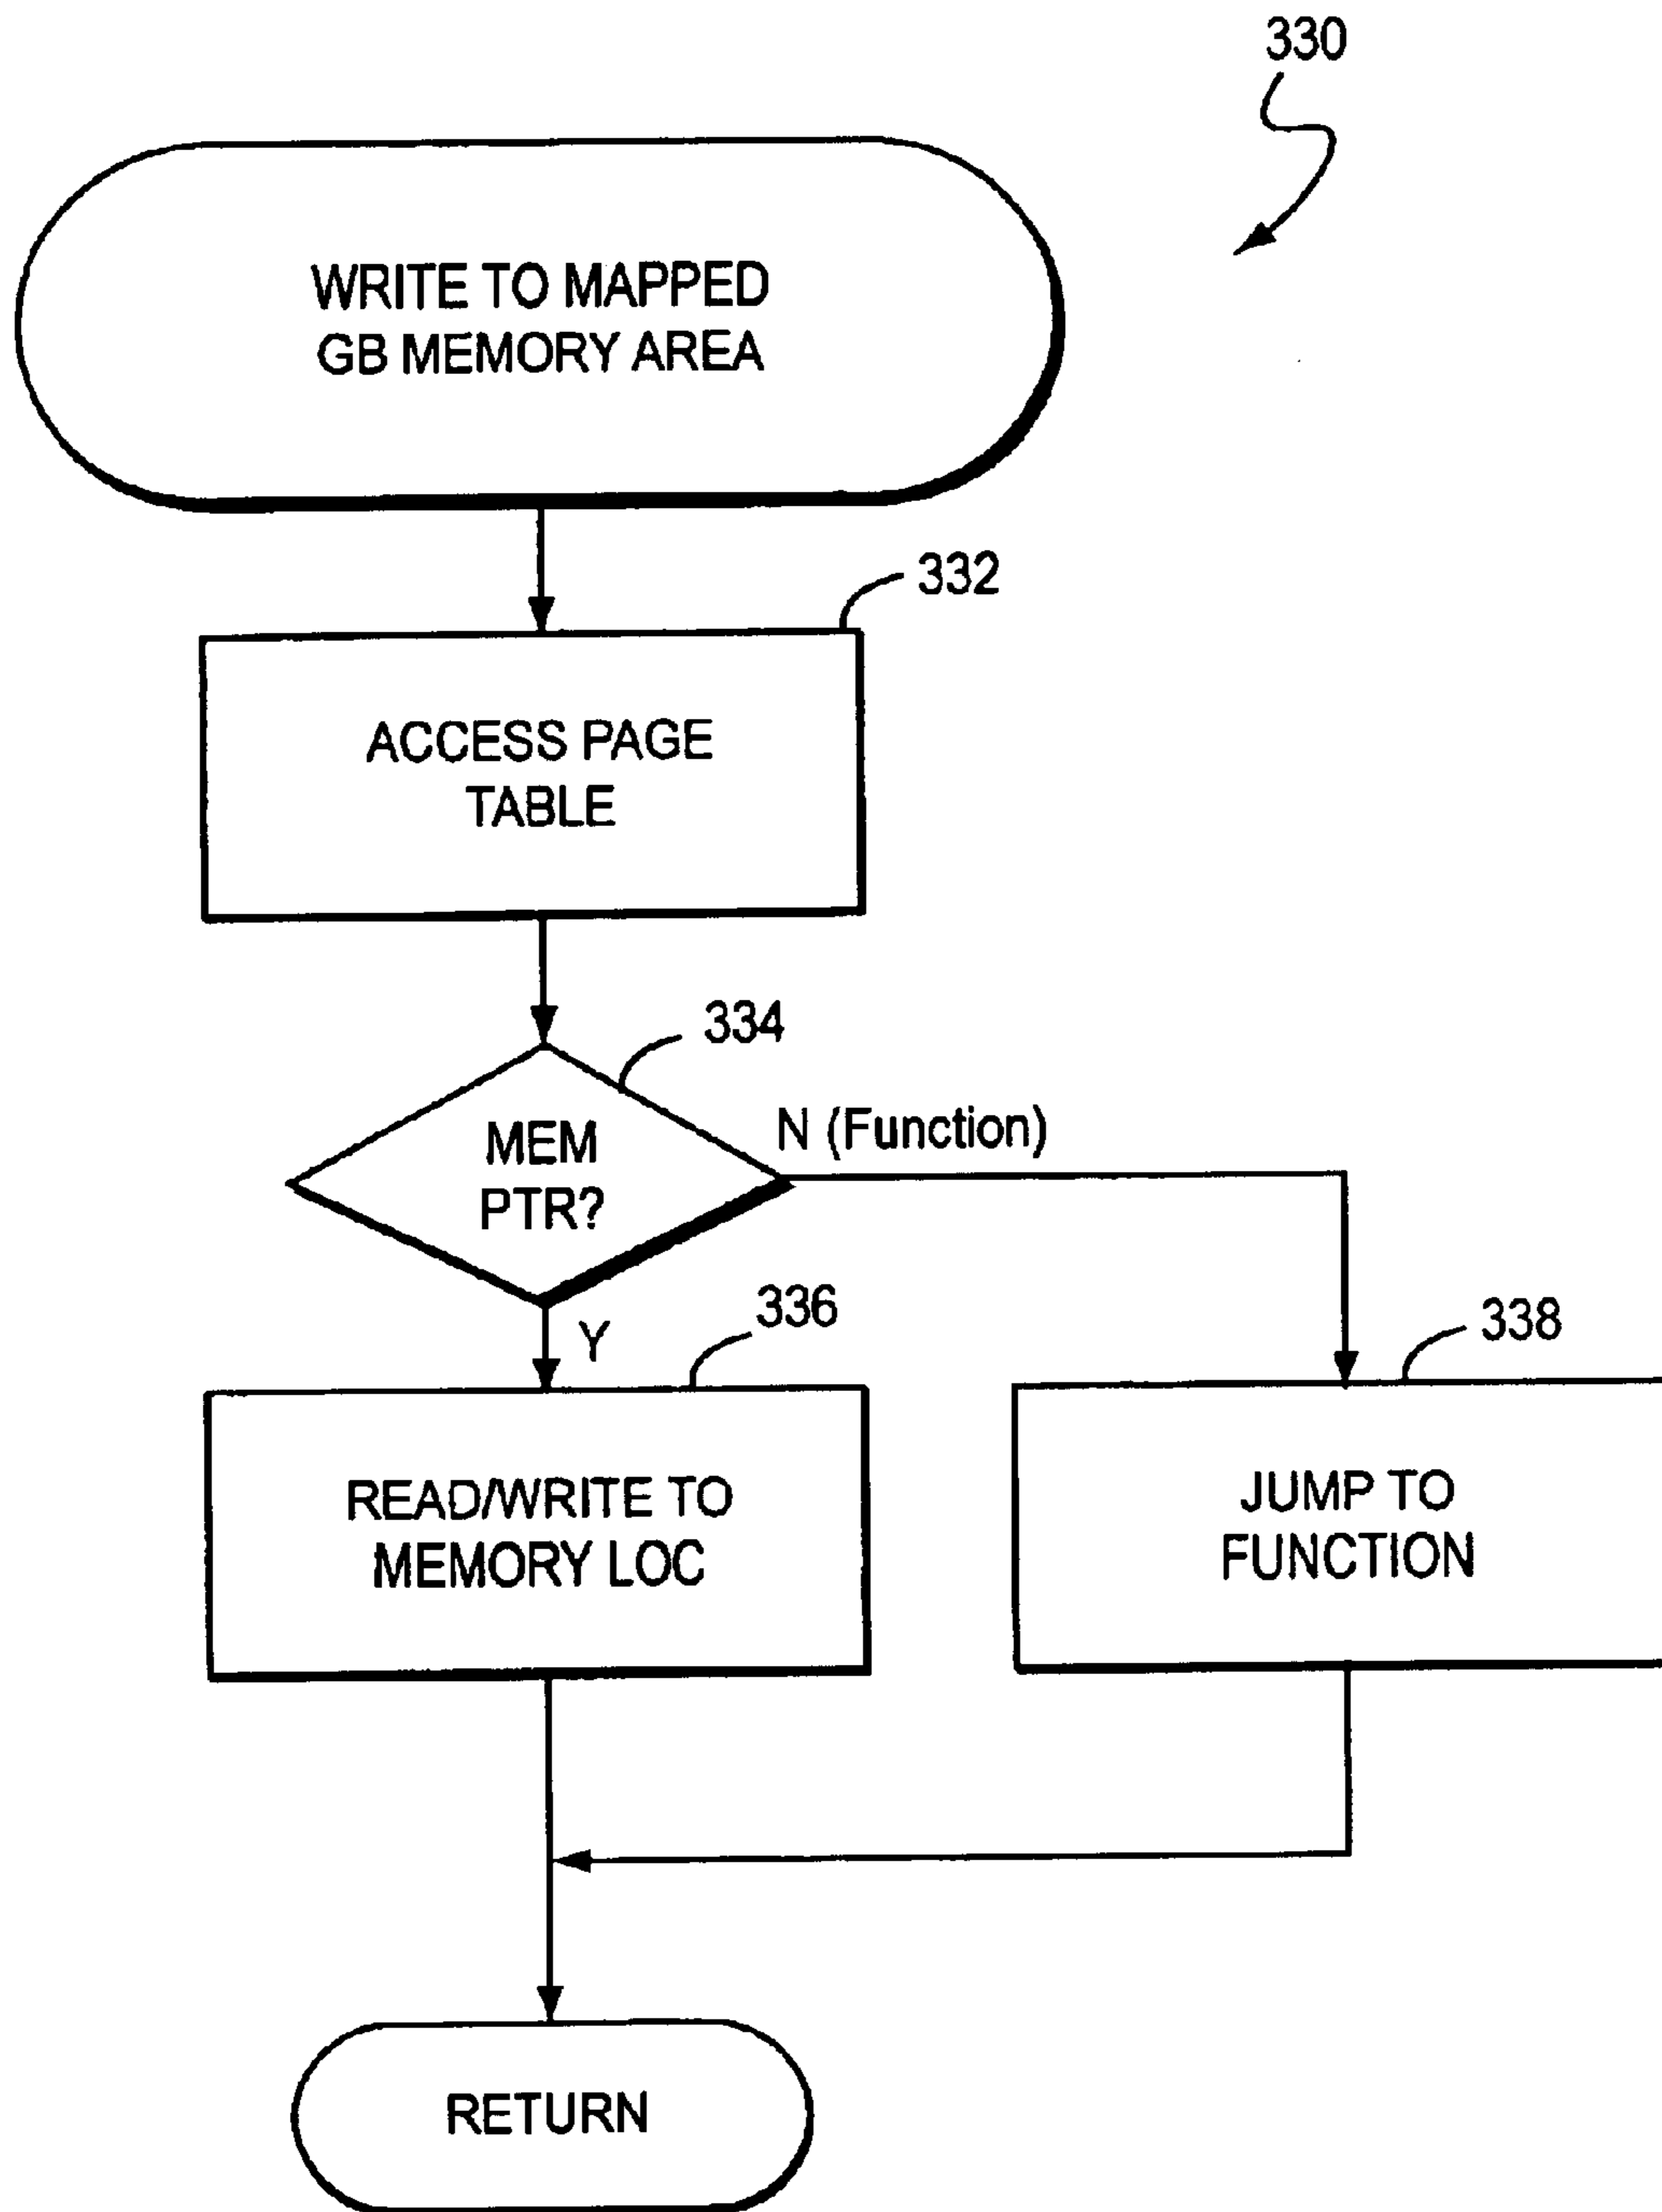 330
WRITE TO MAPPED
GB MEMORY AREA
332
ACCESS PAGE
TABLE
334
MEM
PTR?
N (Function)
Y
336
READ/WRITE TO
MEMORY LOC
338
JUMP TO
FUNCTION
RETURN